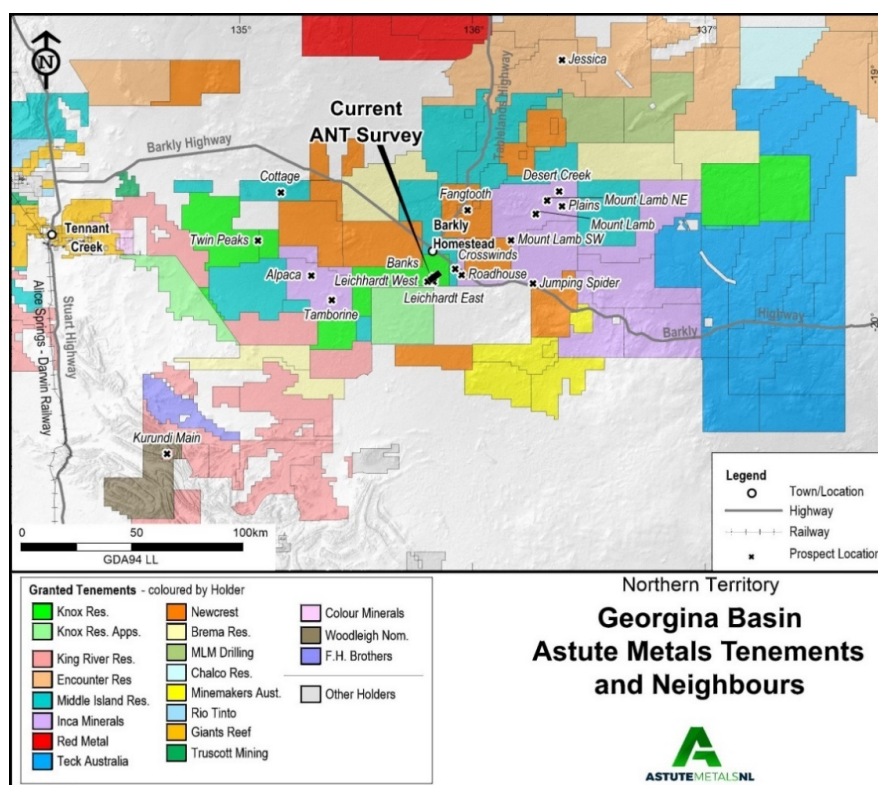 135°
136°
137°
-19°
N
Jessica
Tablelands Highway
Current
ANT Survey
Barkly Highway
Cottage
Desert Creek
Mount Lamb NE
Fangtooth
Plains
Mount Lamb
Barkly
Homestead
Tennant
Creek
Twin Peaks
Mount Lamb SW
Banks
Crosswinds
Roadhouse
Alpaca
Leichhardt West
Jumping Spider
Leichhardt East
Tamborine
Barkly
Highway
-20°
Alice Springs - Darwin Railway
Stuart Highway
Kurundi Main
0 50 100km
GDA94 LL
Legend
Town/Location
Highway
Railway
Prospect Location
Granted Tenements - coloured by Holder
Knox Res.
Knox Res. Apps.
King River Res.
Encounter Res
Middle Island Res.
Inca Minerals
Red Metal
Teck Australia
Newcrest
Brema Res.
MLM Drilling
Chalco Res.
Minemakers Aust.
Rio Tinto
Giants Reef
Truscott Mining
Colour Minerals
Woodleigh Nom.
F.H. Brothers
Other Holders
Northern Territory
Georgina Basin
Astute Metals Tenements
and Neighbours
ASTUTEMETALSNL